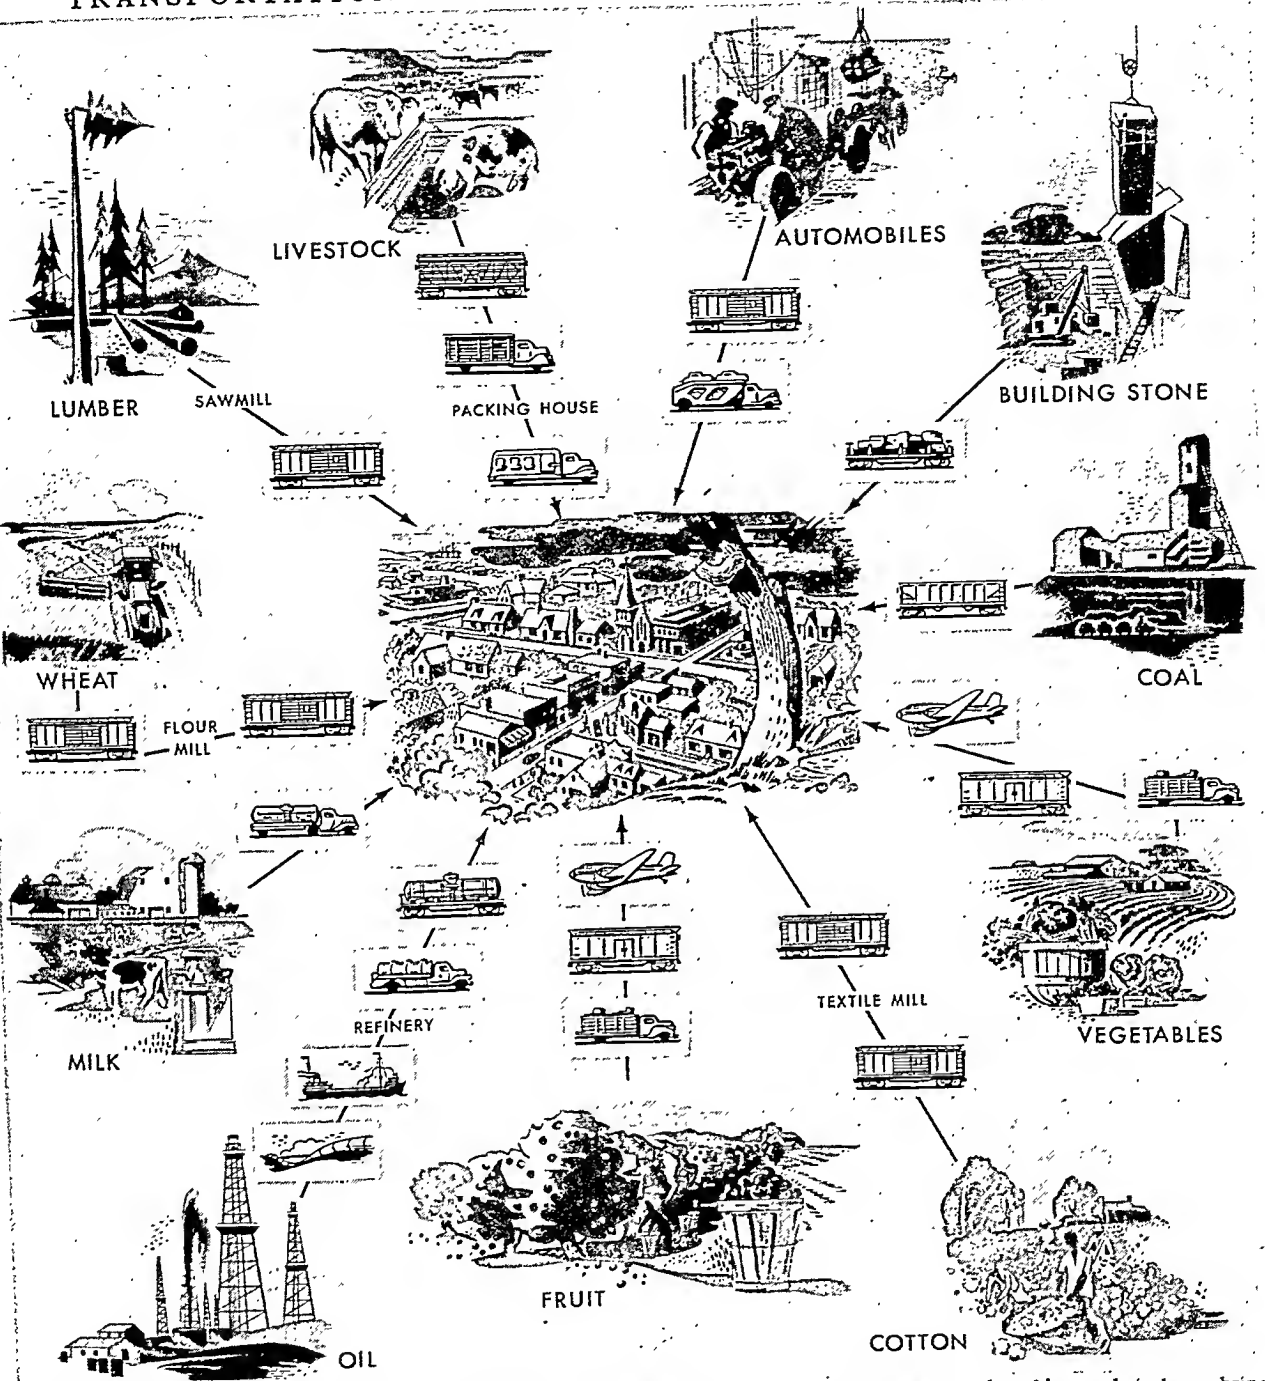 LIVESTOCK
AUTOMOBILES
LUMBER
SAWMILL
PACKING HOUSE
BUILDING STONE
WHEAT
COAL
FLOUR
MILL
MILK
REFINERY
TEXTILE MILL
VEGETABLES
FRUIT
COTTON
OIL